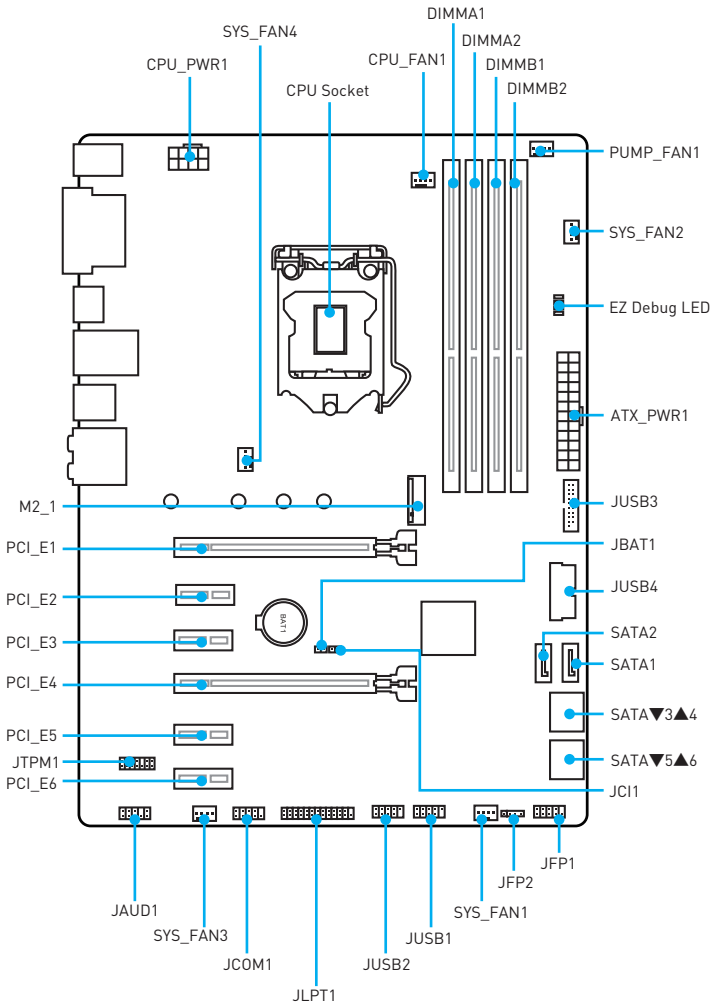 DIMMA1
SYS_FAN4
DIMMA2
CPU_FAN1
CPU_PWR1
DIMMB1
CPU Socket
DIMMB2
PUMP_FAN1
SYS_FAN2
EZ Debug LED
ATX_PWR1
M2_1
JUSB3
PCI_E1
JBAT1
PCI_E2
JUSB4
BAT1
PCI_E3
SATA2
SATA1
PCI_E4
SATA▼3▲4
PCI_E5
JTPM1
SATA▼5▲6
PCI_E6
JCI1
JFP1
JFP2
JAUD1
SYS_FAN1
SYS_FAN3
JUSB1
JCOM1
JUSB2
JLPT1